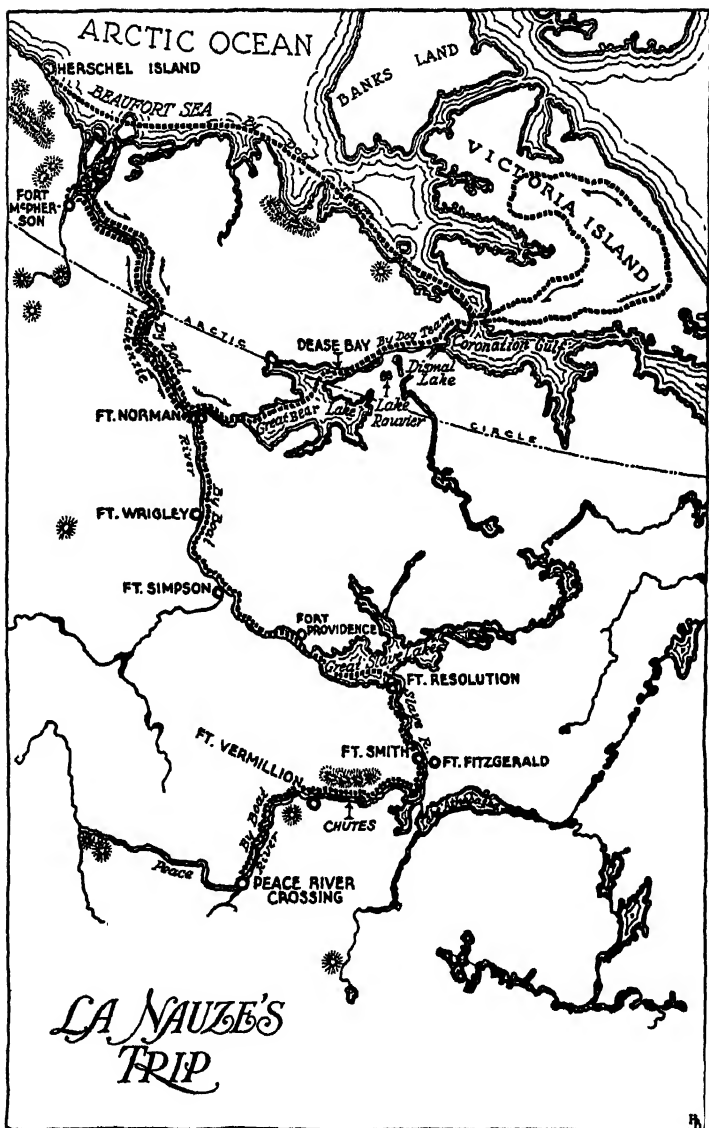 ARCTIC OCEAN
HERSCHEL ISLAND
BEAUFORT SEA
BANKS LAND
VICTORIA ISLAND
By Dog
FORT
McPHER-
SON
Mackenzie
River
By Boat
ARCTIC
CIRCLE
DEASE BAY
By Dog Team
Coronation Gulf
Dismal
Lake
Lake
Rouvier
Great Bear Lake
FT. NORMAN
By Boat
FT. WRIGLEY
FT. SIMPSON
FORT
PROVIDENCE
Great Slave Lake
FT. RESOLUTION
Slave R.
FT. SMITH
FT. FITZGERALD
FT. VERMILLION
CHUTES
By Boat
Peace
River
PEACE RIVER
CROSSING
LA NAUZE'S
TRIP